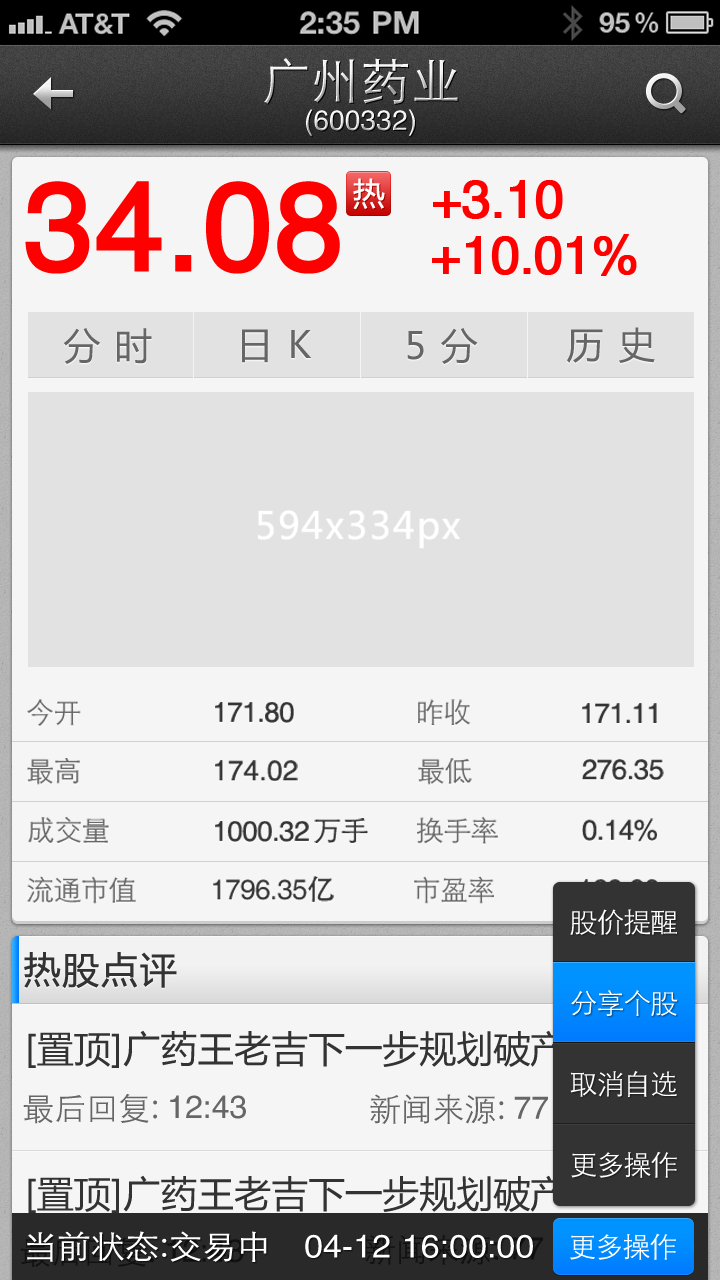 AT&T 2:35 PM 95%
广州药业
(600332)
34.08 热 +3.10
+10.01%
分时 日K 5分 历史
594x334px
今开 171.80 昨收 171.11
最高 174.02 最低 276.35
成交量 1000.32万手 换手率 0.14%
流通市值 1796.35亿 市盈率
股价提醒
热股点评
分享个股
[置顶]广药王老吉下一步规划破产
取消自选
最后回复: 12:43 新闻来源: 77
更多操作
[置顶]广药王老吉下一步规划破产
当前状态:交易中 04-12 16:00:00 更多操作